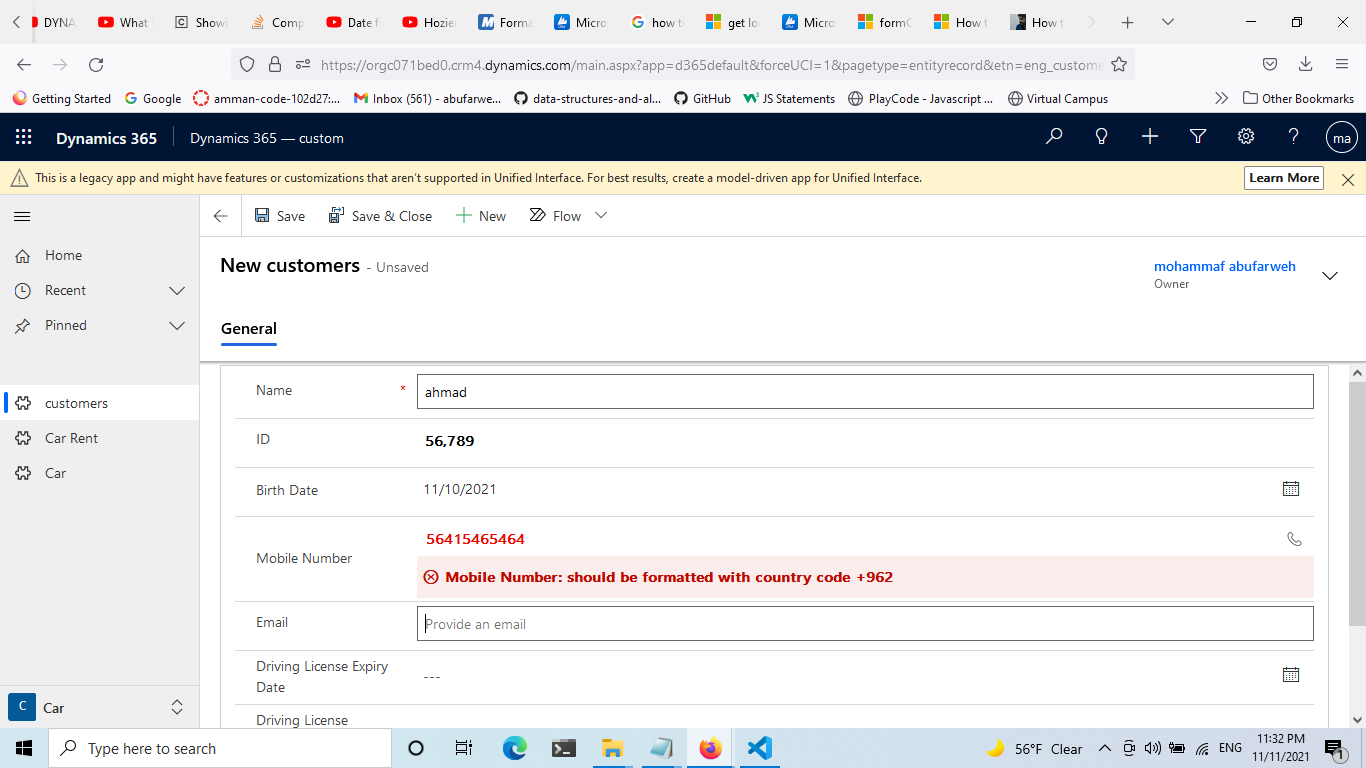 DYNA
What
Showi
Comp
Date f
Hozie
Forma
Micro
how t
get lo
Micro
formC
How t
How t
https://orgc071bed0.crm4.dynamics.com/main.aspx?app=d365default&forceUCI=1&pagetype=entityrecord&etn=eng_custome
Getting Started
Google
amman-code-102d27:...
Inbox (561) - abufarwe...
data-structures-and-al...
GitHub
JS Statements
PlayCode - Javascript ...
Virtual Campus
Other Bookmarks
Dynamics 365
Dynamics 365 — custom
ma
This is a legacy app and might have features or customizations that aren't supported in Unified Interface. For best results, create a model-driven app for Unified Interface.
Learn More
Save
Save & Close
New
Flow
Home
Recent
Pinned
customers
Car Rent
Car
New customers - Unsaved
mohammaf abufarweh
Owner
General
Name *
ahmad
ID
56,789
Birth Date
11/10/2021
Mobile Number
56415465464
Mobile Number: should be formatted with country code +962
Email
Provide an email
Driving License Expiry
Date
---
Driving License
C Car
Type here to search
56°F Clear
ENG
11:32 PM
11/11/2021
1